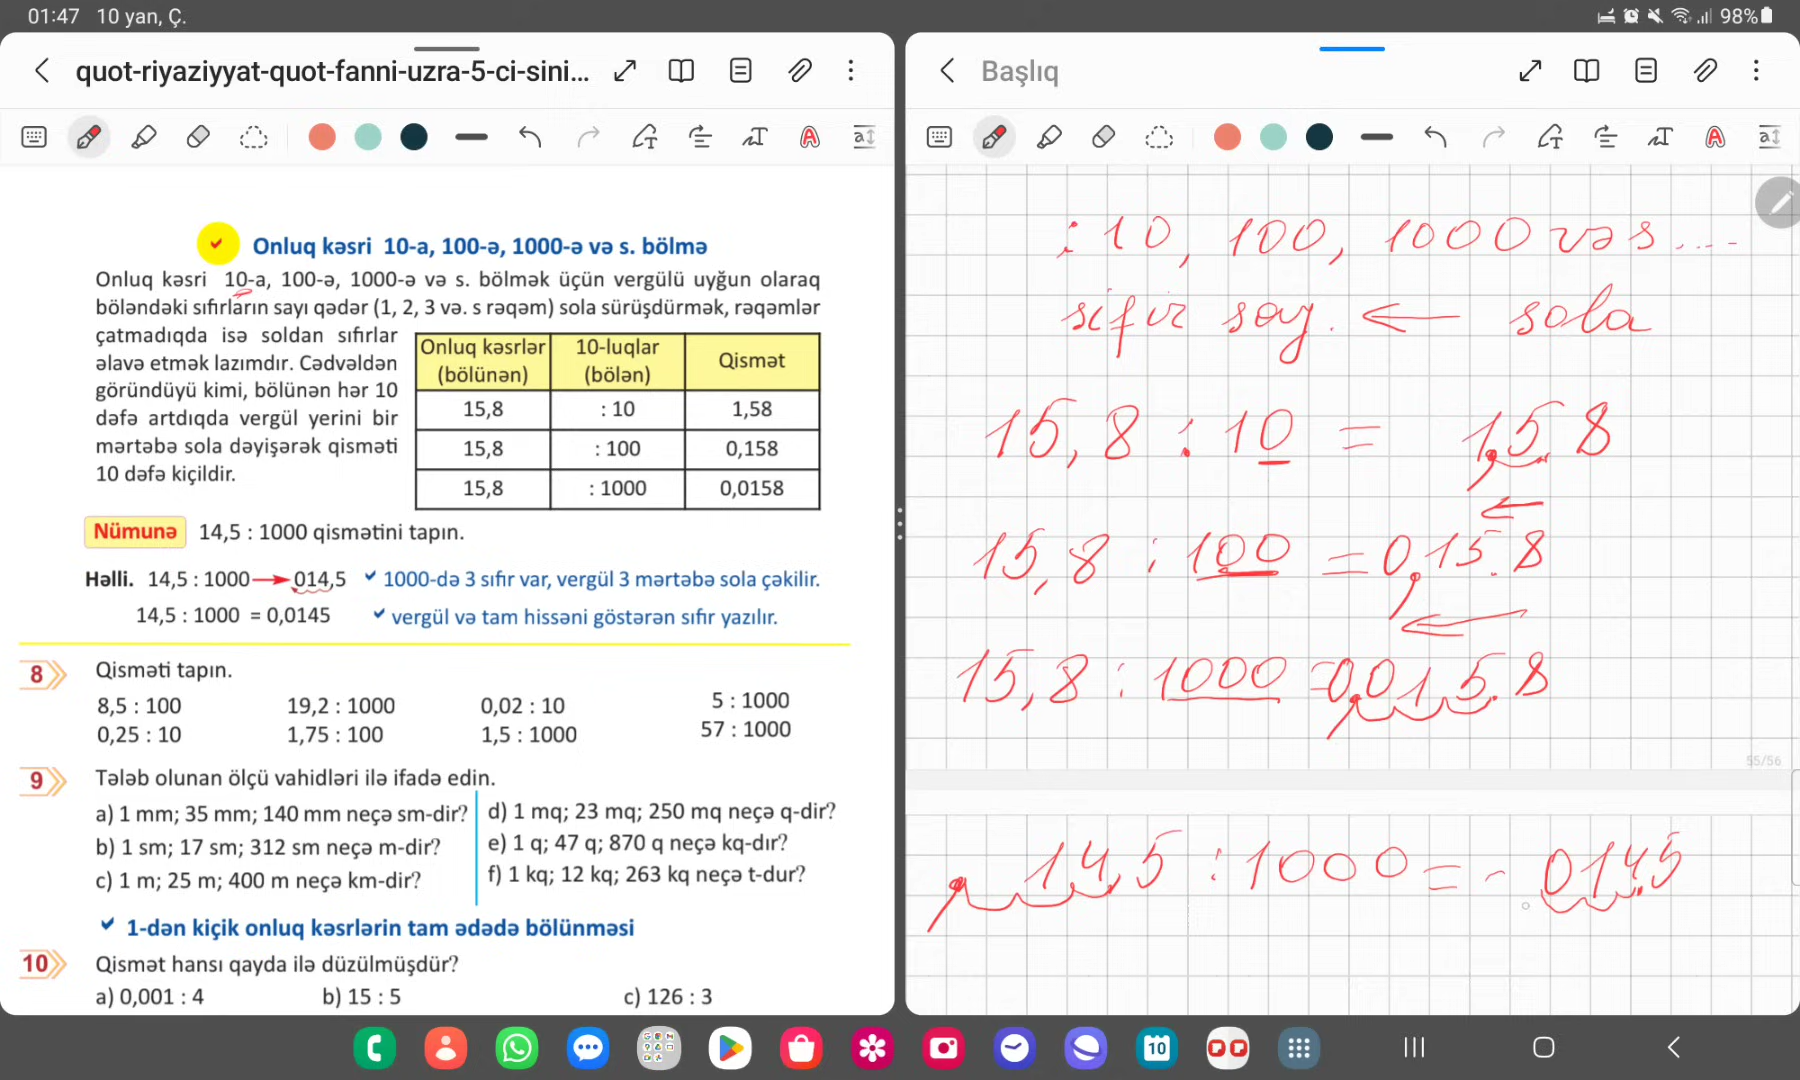 01:47 10 yan, Ç.
98%
quot-riyaziyyat-quot-fanni-uzra-5-ci-sini...
Onluq kəsri 10-a, 100-ə, 1000-ə və s. bölmə
Onluq kəsri 10-a, 100-ə, 1000-ə və s. bölmək üçün vergülü uyğun olaraq
böləndəki sıfırların sayı qədər (1, 2, 3 və. s rəqəm) sola sürüşdürmək, rəqəmlər
çatmadıqda isə soldan sıfırlar
əlavə etmək lazımdır. Cədvəldən
göründüyü kimi, bölünən hər 10
dəfə artdıqda vergül yerini bir
mərtəbə sola dəyişərək qisməti
10 dəfə kiçildir.
Onluq kəsrlər (bölünən) 10-luqlar (bölən) Qismət
15,8 : 10 1,58
15,8 : 100 0,158
15,8 : 1000 0,0158
Nümunə 14,5 : 1000 qismətini tapın.
Həlli. 14,5 : 1000 → 014,5 1000-də 3 sıfır var, vergül 3 mərtəbə sola çəkilir.
14,5 : 1000 = 0,0145 vergül və tam hissəni göstərən sıfır yazılır.
8 Qisməti tapın.
8,5 : 100 19,2 : 1000 0,02 : 10 5 : 1000
0,25 : 10 1,75 : 100 1,5 : 1000 57 : 1000
9 Tələb olunan ölçü vahidləri ilə ifadə edin.
a) 1 mm; 35 mm; 140 mm neçə sm-dir?
b) 1 sm; 17 sm; 312 sm neçə m-dir?
c) 1 m; 25 m; 400 m neçə km-dir?
d) 1 mq; 23 mq; 250 mq neçə q-dir?
e) 1 q; 47 q; 870 q neçə kq-dır?
f) 1 kq; 12 kq; 263 kq neçə t-dur?
1-dən kiçik onluq kəsrlərin tam ədədə bölünməsi
10 Qismət hansı qayda ilə düzülmüşdür?
a) 0,001 : 4 b) 15 : 5 c) 126 : 3
Başlıq
: 10, 100, 1000 və s....
sıfır say. ← sola
15,8 : 10 = 1,5.8
15,8 : 100 = 0,15.8
15,8 : 1000 = 0,015.8
55/56
14,5 : 1000 = - 014.5
10